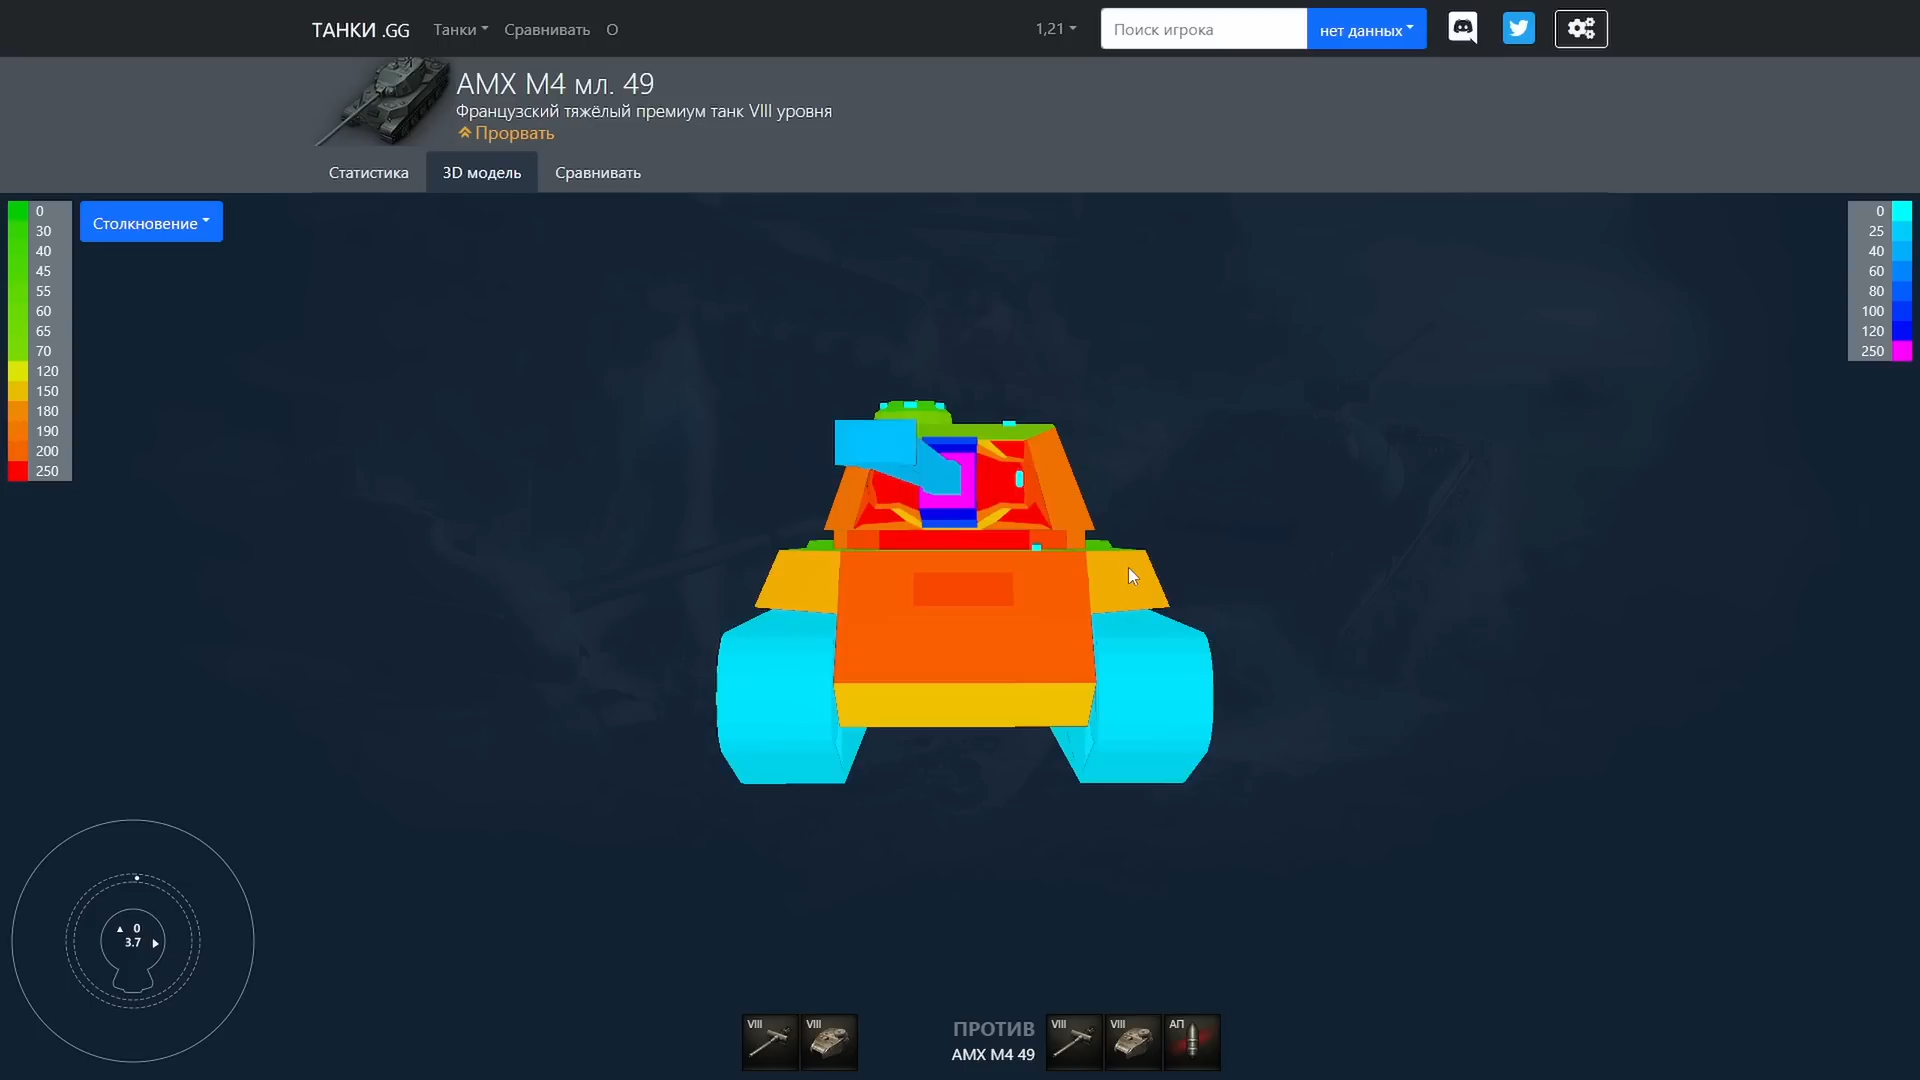 ТАНКИ .GG
Танки
Сравнивать
О
1,21
Поиск игрока
нет данных
AMX M4 мл. 49
Французский тяжёлый премиум танк VIII уровня
Прорвать
Статистика
3D модель
Сравнивать
0
30
40
45
55
60
65
70
120
150
180
190
200
250
Столкновение
0
25
40
60
80
100
120
250
0
3.7
VIII
VIII
ПРОТИВ
AMX M4 49
VIII
VIII
АП